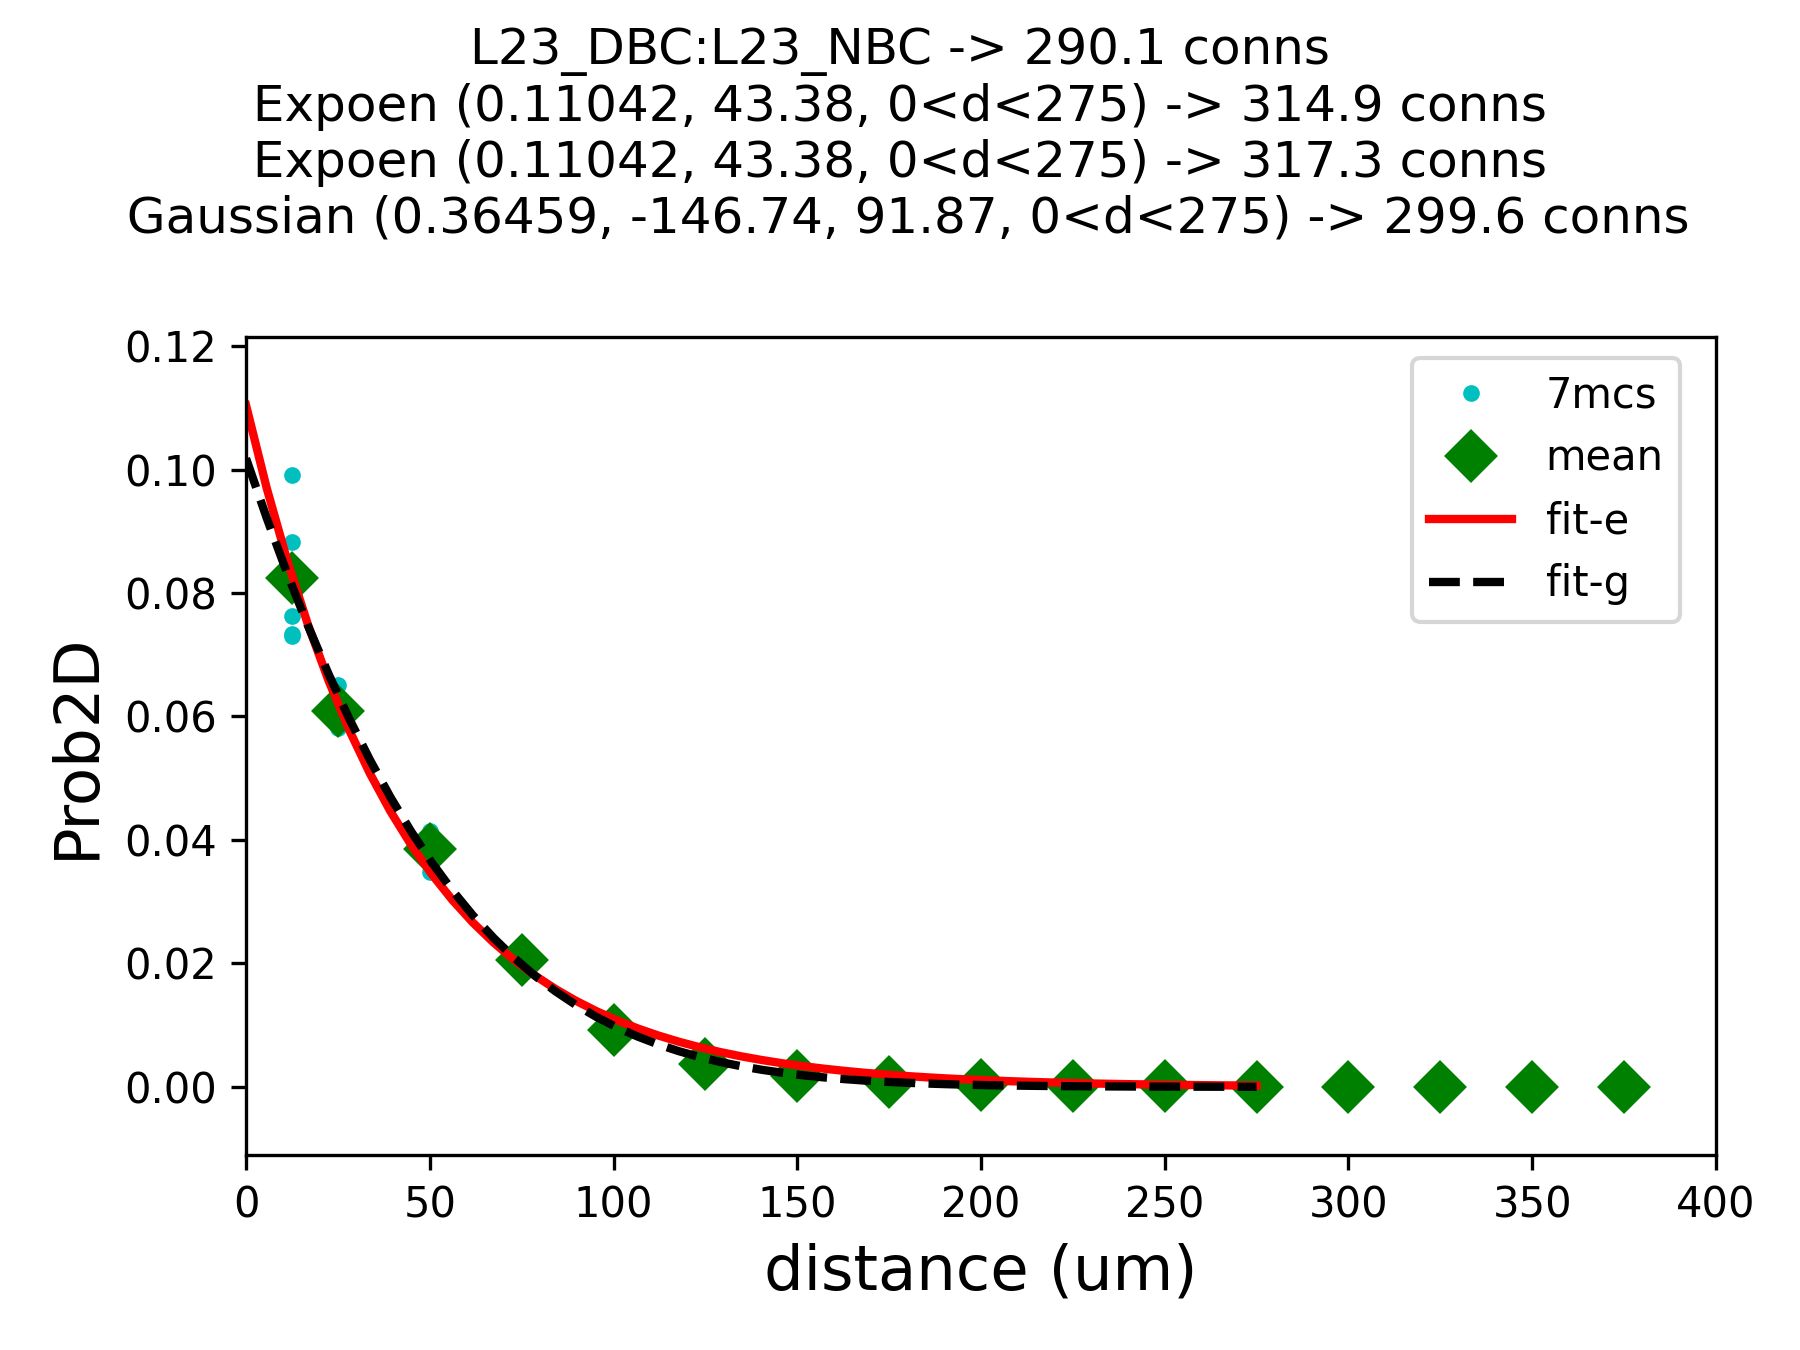 L23_DBC:L23_NBC -> 290.1 conns
Expoen (0.11042, 43.38, 0<d<275) -> 314.9 conns
Expoen (0.11042, 43.38, 0<d<275) -> 317.3 conns
Gaussian (0.36459, -146.74, 91.87, 0<d<275) -> 299.6 conns
0.12
0.10
0.08
0.06
0.04
0.02
0.00
Prob2D
7mcs
mean
fit-e
fit-g
0 50 100 150 200 250 300 350 400
distance (um)